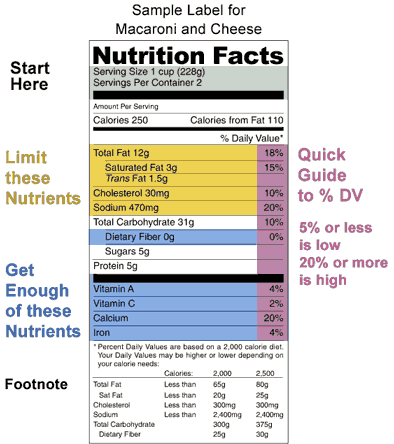 Sample Label for
Macaroni and Cheese
Start
Here
Nutrition Facts
Serving Size 1 cup (228g)
Servings Per Container 2
Amount Per Serving
Calories 250 Calories from Fat 110
% Daily Value*
Limit
these
Nutrients
Total Fat 12g 18%
Saturated Fat 3g 15%
Trans Fat 1.5g
Cholesterol 30mg 10%
Sodium 470mg 20%
Total Carbohydrate 31g 10%
Dietary Fiber 0g 0%
Sugars 5g
Protein 5g
Quick
Guide
to % DV
5% or less
is low
20% or more
is high
Get
Enough
of these
Nutrients
Vitamin A 4%
Vitamin C 2%
Calcium 20%
Iron 4%
Footnote
* Percent Daily Values are based on a 2,000 calorie diet.
Your Daily Values may be higher or lower depending on
your calorie needs:
Calories: 2,000 2,500
Total Fat Less than 65g 80g
Sat Fat Less than 20g 25g
Cholesterol Less than 300mg 300mg
Sodium Less than 2,400mg 2,400mg
Total Carbohydrate 300g 375g
Dietary Fiber 25g 30g